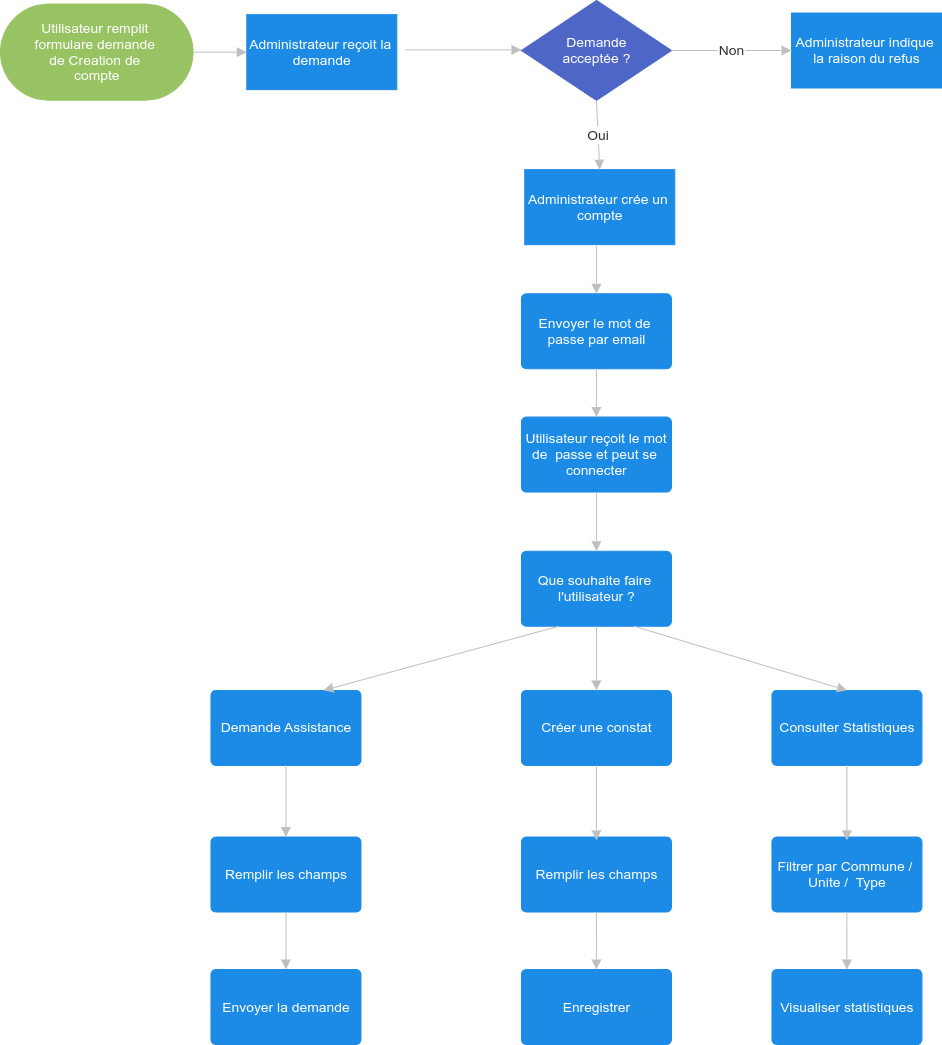 Utilisateur remplit
formulare demande
de Creation de
compte
Administrateur reçoit la
demande
Demande
acceptée ?
Non
Administrateur indique
la raison du refus
Oui
Administrateur crée un
compte
Envoyer le mot de
passe par email
Utilisateur reçoit le mot
de passe et peut se
connecter
Que souhaite faire
l'utilisateur ?
Demande Assistance
Créer une constat
Consulter Statistiques
Remplir les champs
Remplir les champs
Filtrer par Commune /
Unite / Type
Envoyer la demande
Enregistrer
Visualiser statistiques